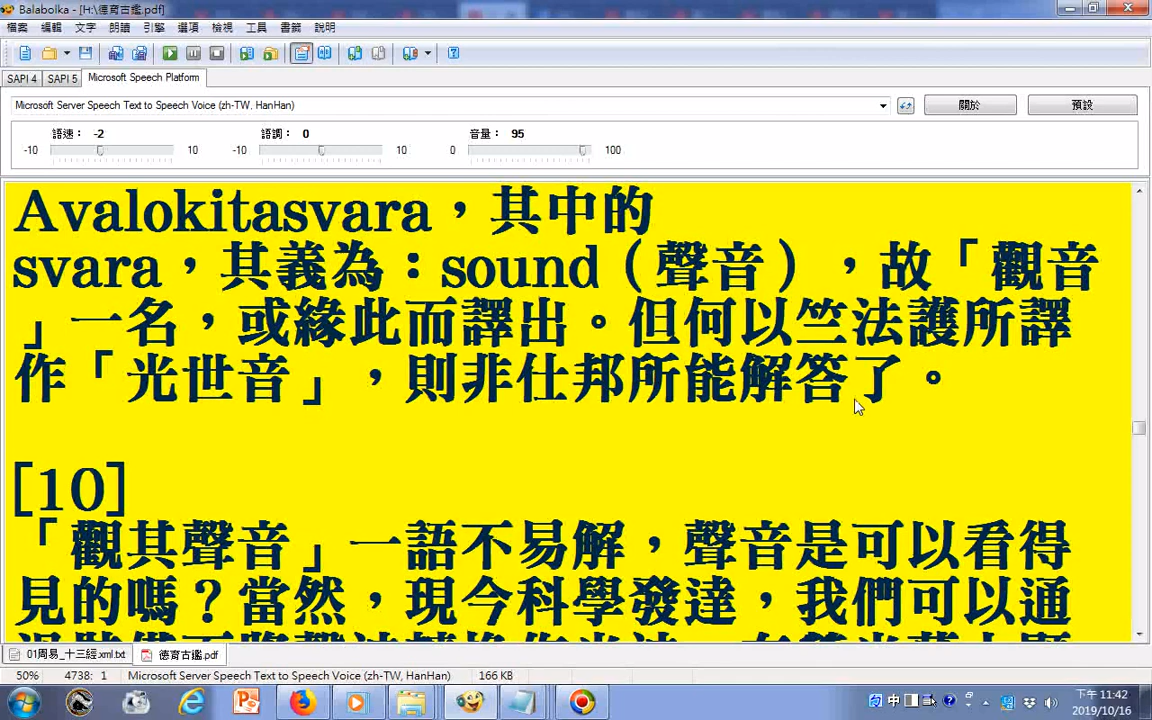 Balabolka - [H:\德育古鑑.pdf]
檔案 編輯 文字 朗讀 引擎 選項 檢視 工具 書籤 說明
SAPI 4 SAPI 5 Microsoft Speech Platform
Microsoft Server Speech Text to Speech Voice (zh-TW, HanHan) 關於 預設
語速： -2 語調： 0 音量： 95
-10 10 -10 10 0 100
Avalokitasvara，其中的
svara，其義為：sound（聲音），故「觀音
」一名，或緣此而譯出。但何以竺法護所譯
作「光世音」，則非仕邦所能解答了。
[10]
「觀其聲音」一語不易解，聲音是可以看得
見的嗎？當然，現今科學發達，我們可以通
01周易_十三經.xml.txt 德育古鑑.pdf
50% 4738: 1 Microsoft Server Speech Text to Speech Voice (zh-TW, HanHan) 166 KB
中
下午 11:42
2019/10/16